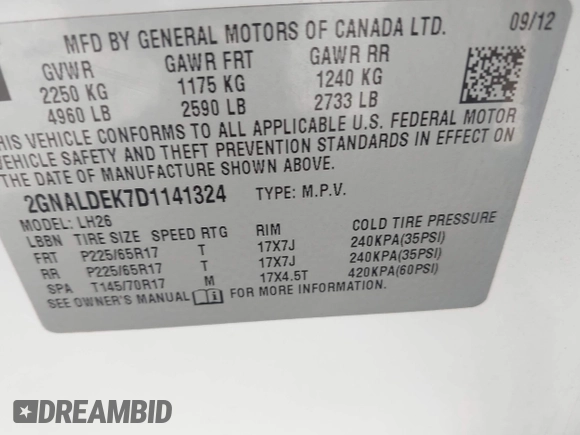 MFD BY GENERAL MOTORS OF CANADA LTD. 09/12
GVWR GAWR FRT GAWR RR
2250 KG 1175 KG 1240 KG
4960 LB 2590 LB 2733 LB
THIS VEHICLE CONFORMS TO ALL APPLICABLE U.S. FEDERAL MOTOR
VEHICLE SAFETY AND THEFT PREVENTION STANDARDS IN EFFECT ON
THE DATE OF MANUFACTURE SHOWN ABOVE.
2GNALDEK7D1141324 TYPE: M.P.V.
MODEL: LH26
LBBN TIRE SIZE SPEED RTG RIM COLD TIRE PRESSURE
FRT P225/65R17 T 17X7J 240KPA(35PSI)
RR P225/65R17 T 17X7J 240KPA(35PSI)
SPA T145/70R17 M 17X4.5T 420KPA(60PSI)
SEE OWNER'S MANUAL FOR MORE INFORMATION.
DREAMBID